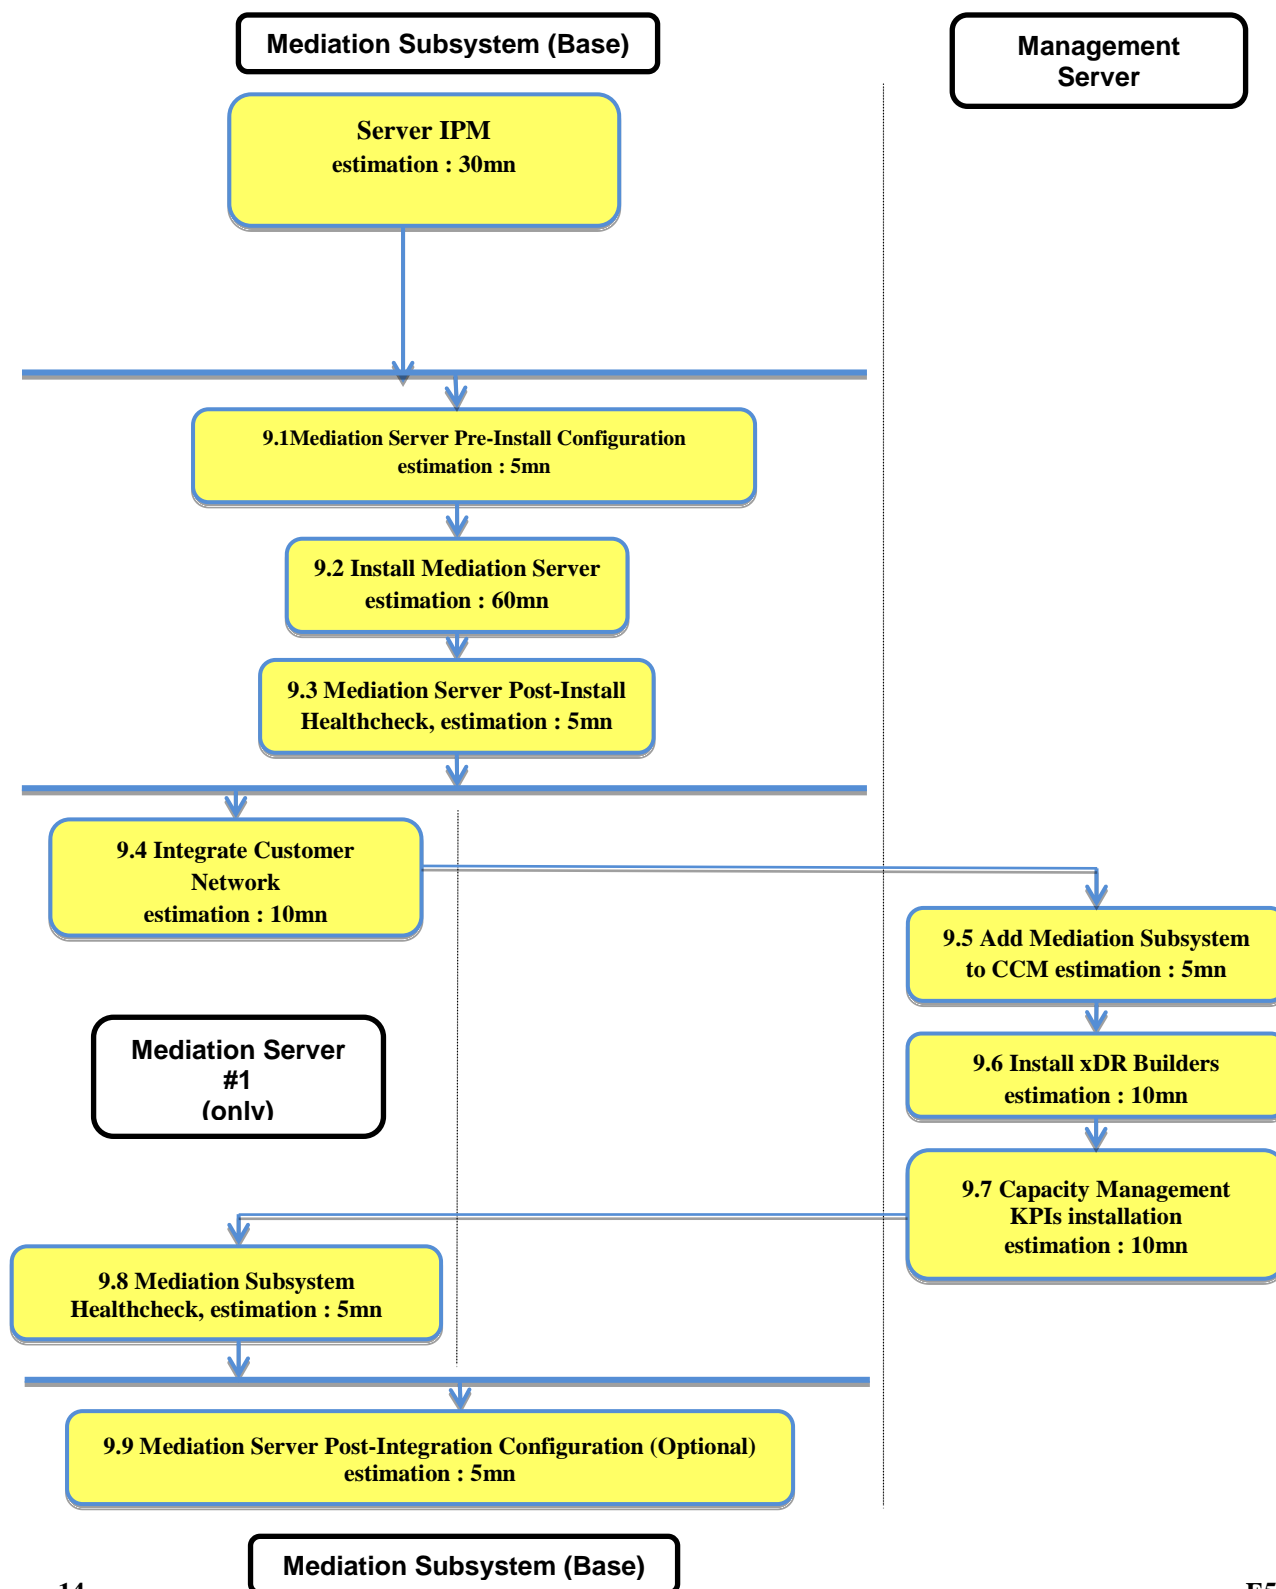 Mediation Subsystem (Base)
Management
Server
Server IPM
estimation : 30mn
9.1Mediation Server Pre-Install Configuration
estimation : 5mn
9.2 Install Mediation Server
estimation : 60mn
9.3 Mediation Server Post-Install
Healthcheck, estimation : 5mn
9.4 Integrate Customer
Network
estimation : 10mn
9.5 Add Mediation Subsystem
to CCM estimation : 5mn
Mediation Server
#1
(only)
9.6 Install xDR Builders
estimation : 10mn
9.7 Capacity Management
KPIs installation
estimation : 10mn
9.8 Mediation Subsystem
Healthcheck, estimation : 5mn
9.9 Mediation Server Post-Integration Configuration (Optional)
estimation : 5mn
Mediation Subsystem (Base)
14